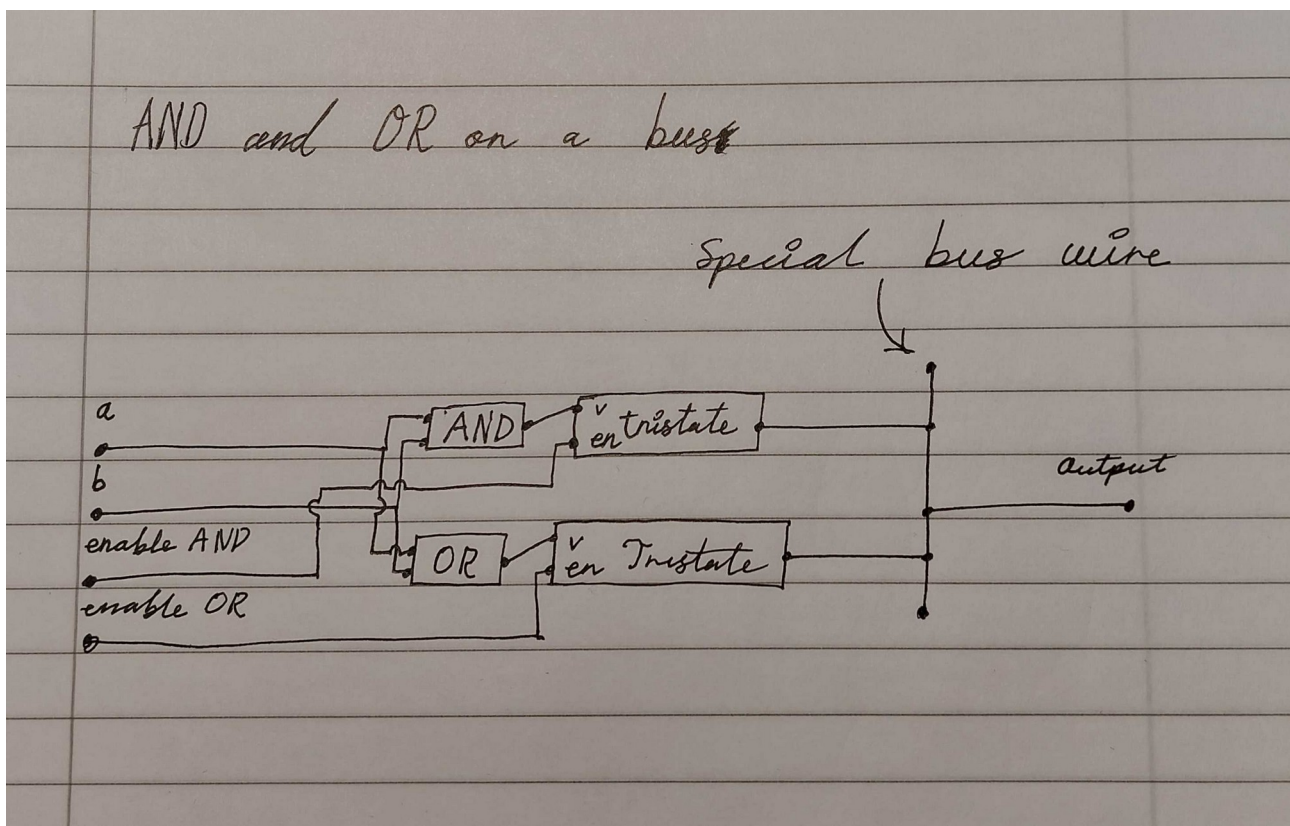 AND and OR on a bus
Special bus wire
a
AND
v
en tristate
b
output
enable AND
OR
v
en Tristate
enable OR